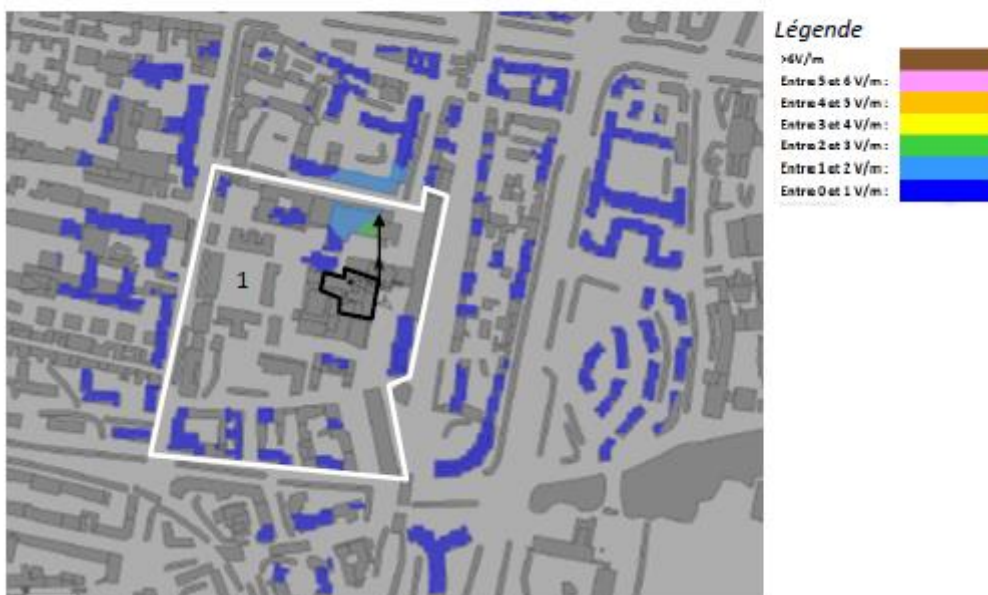 Légende
>6V/m
Entre 5 et 6 V/m :
Entre 4 et 5 V/m :
Entre 3 et 4 V/m :
Entre 2 et 3 V/m :
Entre 1 et 2 V/m :
Entre 0 et 1 V/m :
1